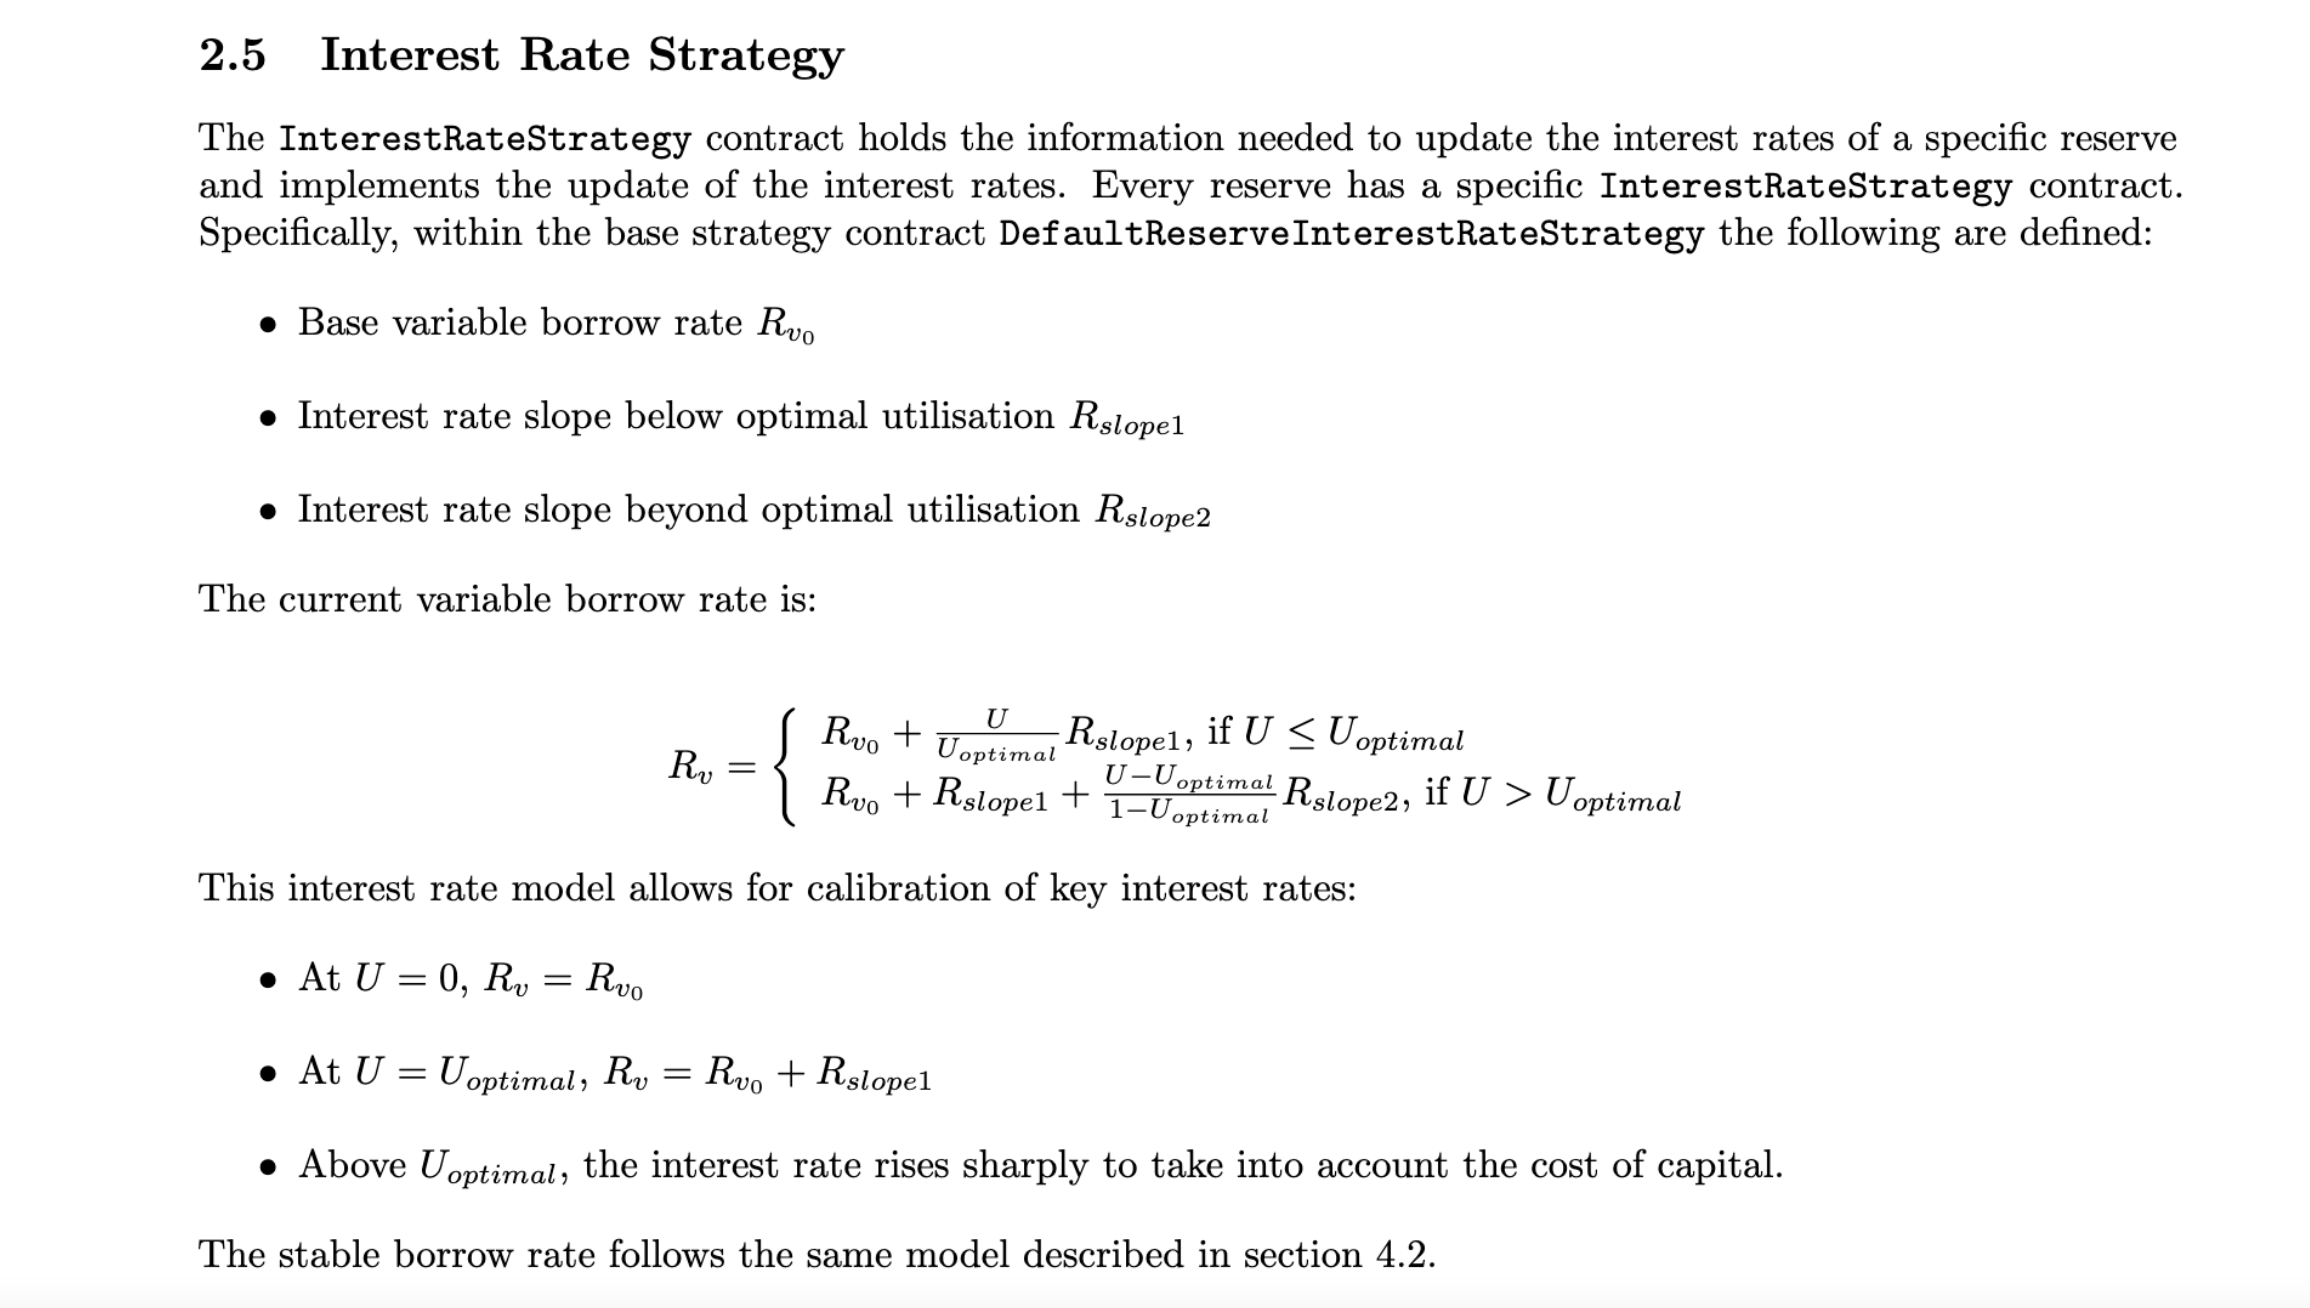 2.5 Interest Rate Strategy
The InterestRateStrategy contract holds the information needed to update the interest rates of a specific reserve
and implements the update of the interest rates. Every reserve has a specific InterestRateStrategy contract.
Specifically, within the base strategy contract DefaultReserveInterestRateStrategy the following are defined:
• Base variable borrow rate R_{v_0}
• Interest rate slope below optimal utilisation R_{slope1}
• Interest rate slope beyond optimal utilisation R_{slope2}
The current variable borrow rate is:
R_v = { R_{v_0} + \frac{U}{U_{optimal}} R_{slope1}, if U ≤ U_{optimal}
R_{v_0} + R_{slope1} + \frac{U−U_{optimal}}{1−U_{optimal}} R_{slope2}, if U > U_{optimal}
This interest rate model allows for calibration of key interest rates:
• At U = 0, R_v = R_{v_0}
• At U = U_{optimal}, R_v = R_{v_0} + R_{slope1}
• Above U_{optimal}, the interest rate rises sharply to take into account the cost of capital.
The stable borrow rate follows the same model described in section 4.2.